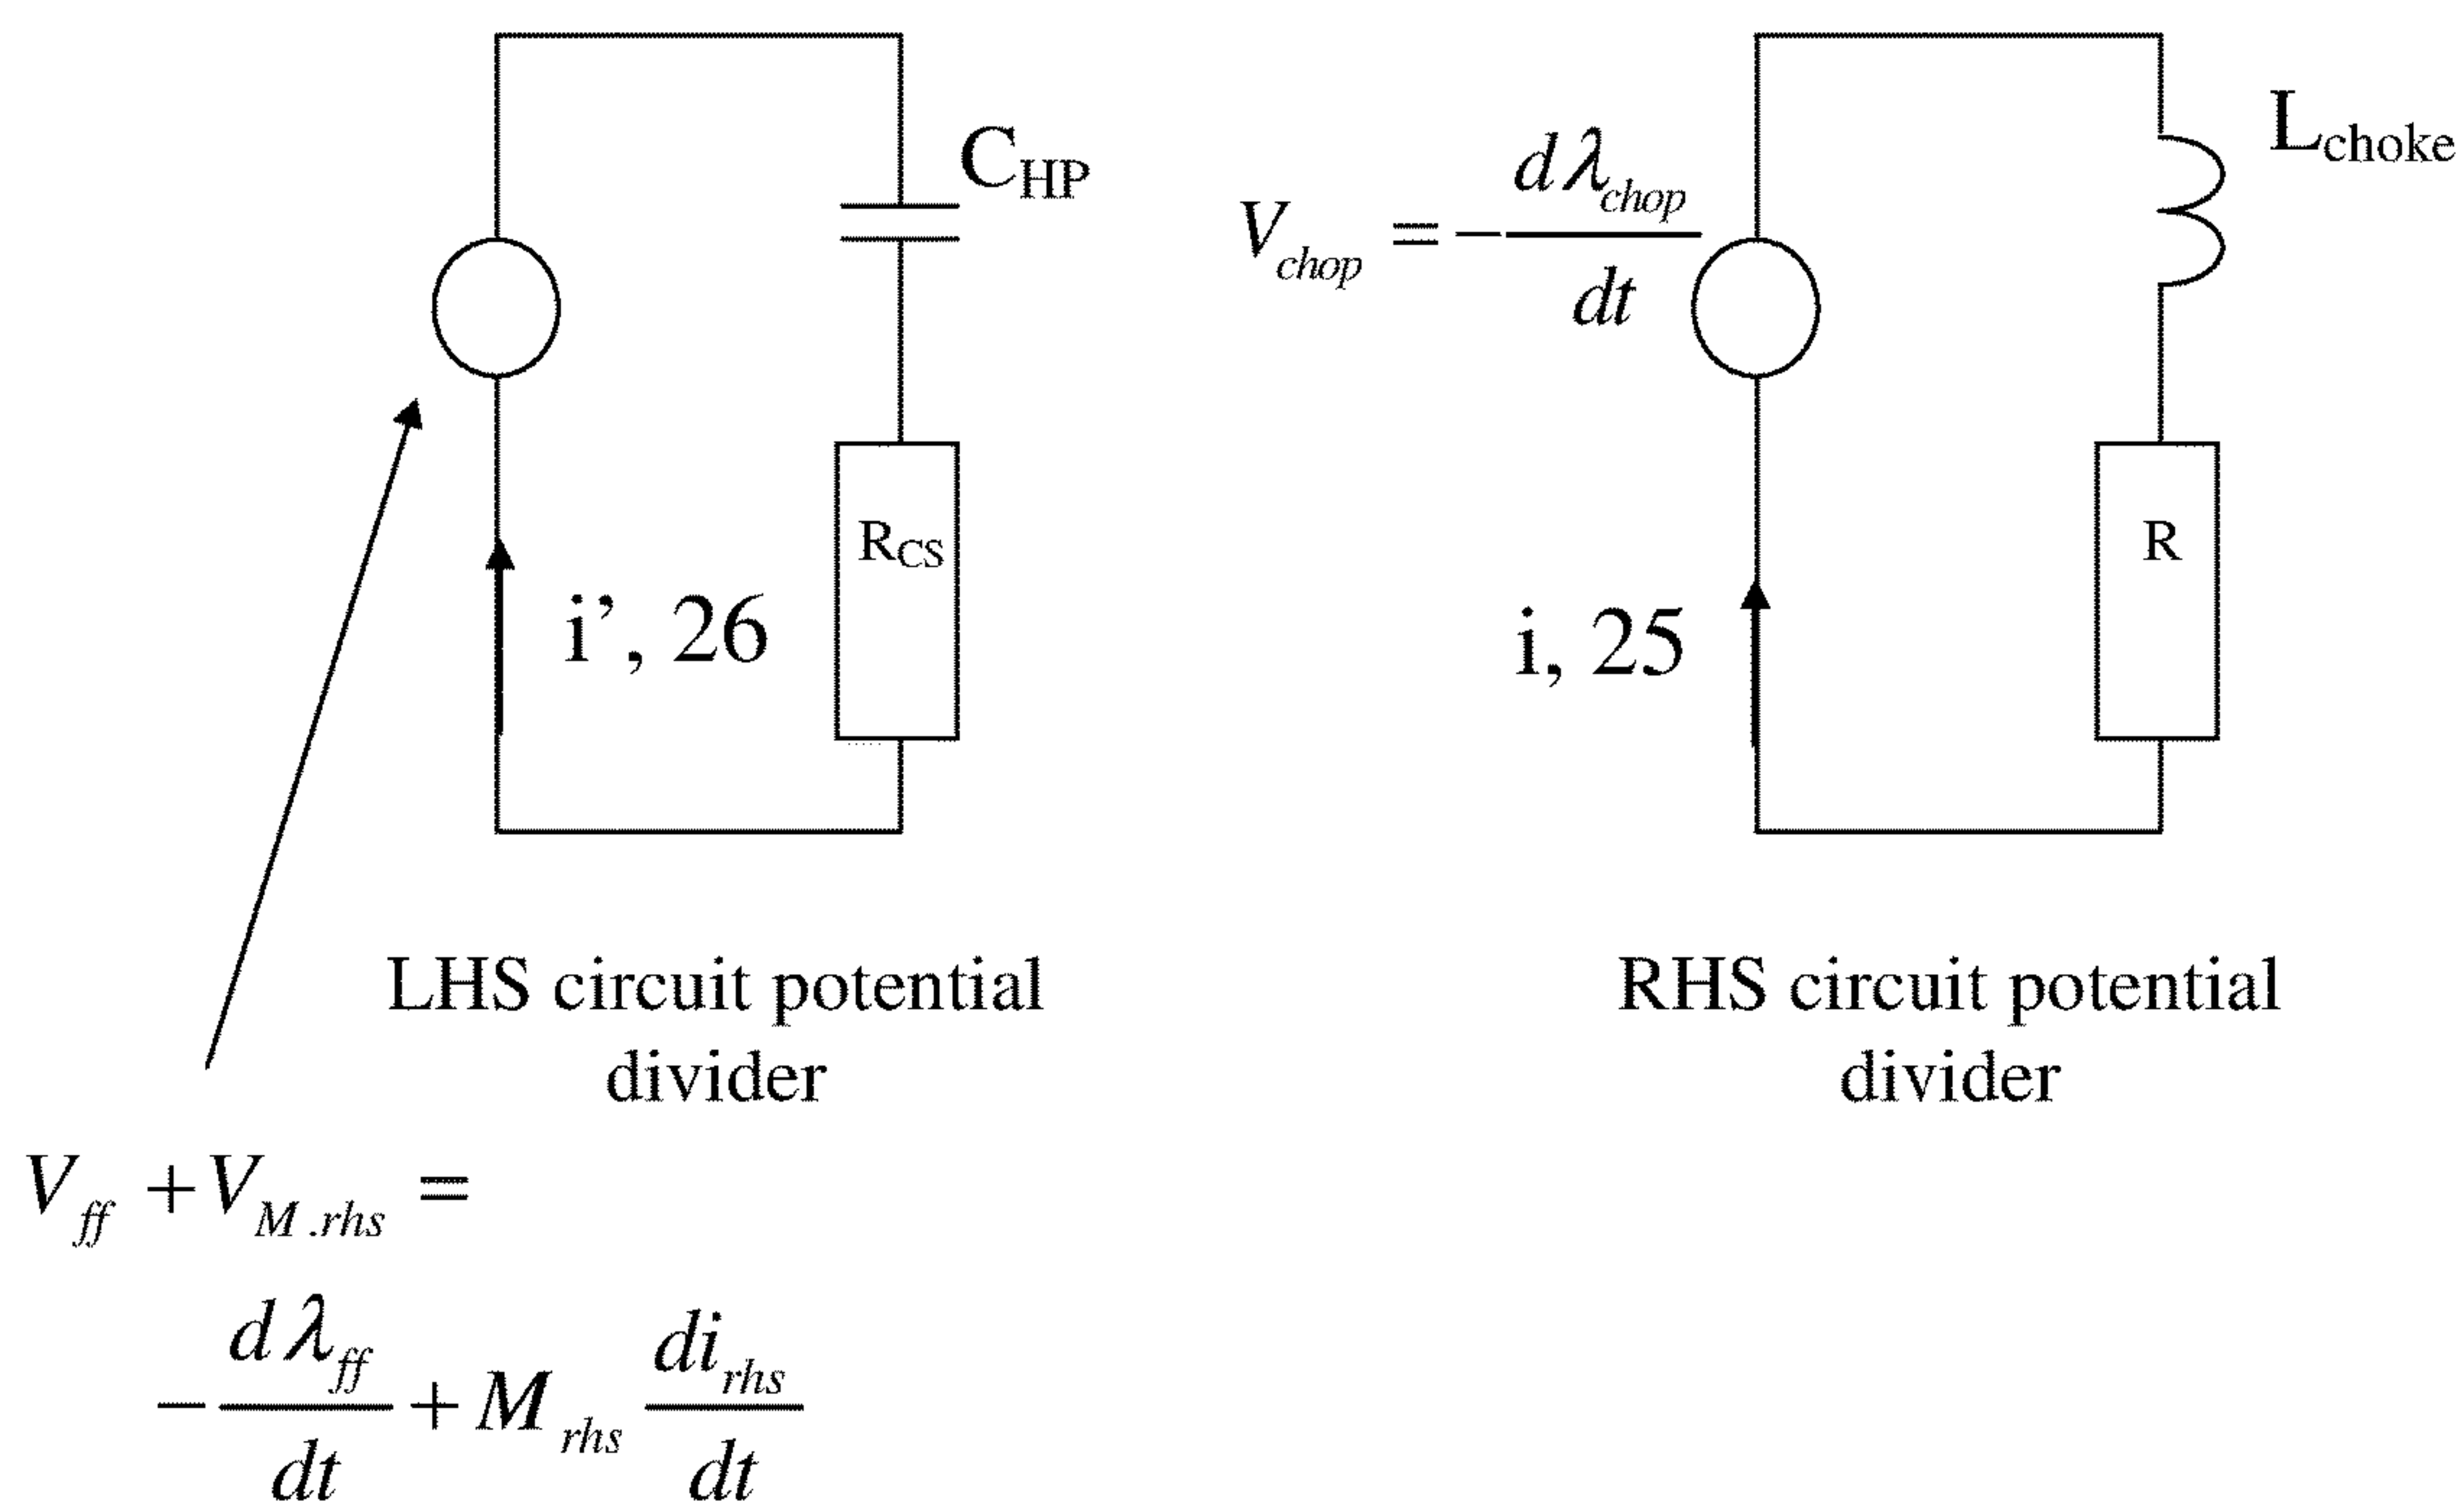 C_HP
R_CS
i’, 26
LHS circuit potential
divider
V_ff + V_M.rhs ≡
− dλ_ff/dt + M_rhs di_rhs/dt
V_chop ≡ − dλ_chop/dt
L_choke
R
i, 25
RHS circuit potential
divider